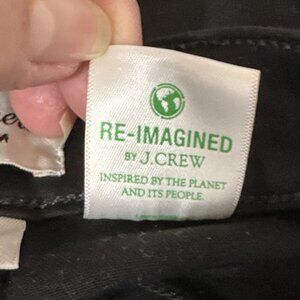 RE-IMAGINED
BY J.CREW
INSPIRED BY THE PLANET
AND ITS PEOPLE.